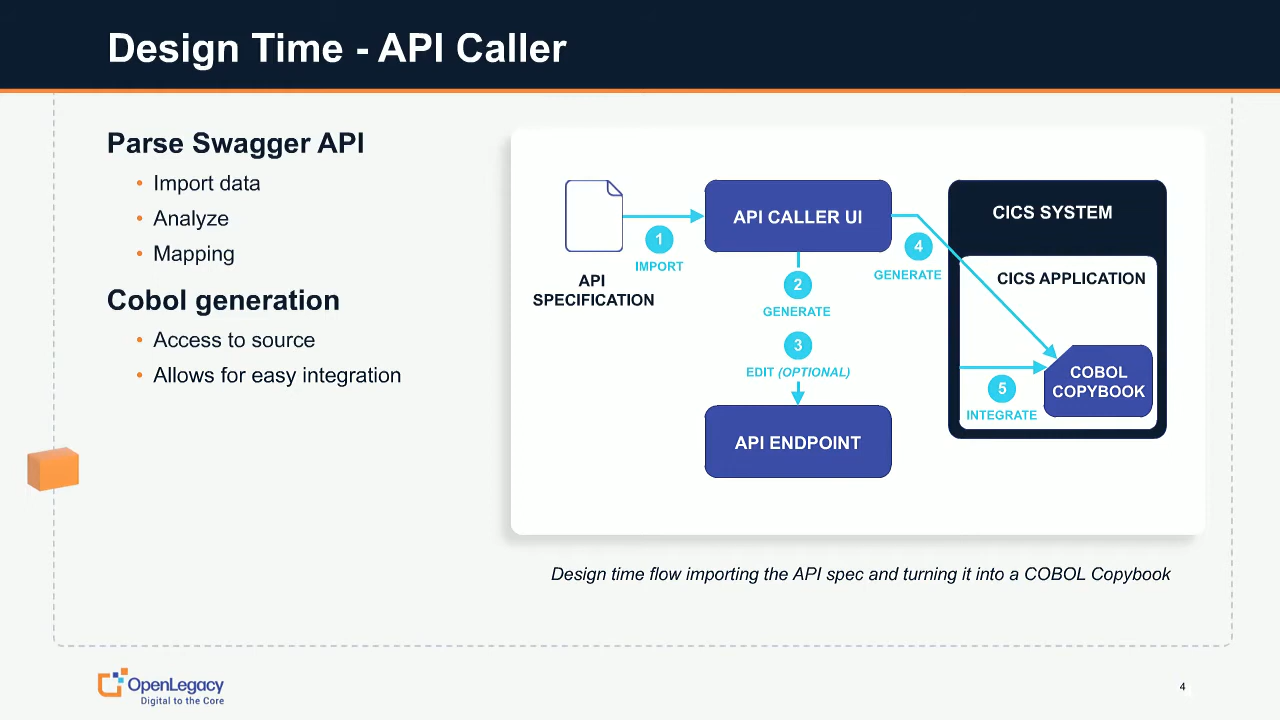 Design Time - API Caller
Parse Swagger API
• Import data
• Analyze
• Mapping
Cobol generation
• Access to source
• Allows for easy integration
API
SPECIFICATION
1
IMPORT
API CALLER UI
2
GENERATE
3
EDIT (OPTIONAL)
API ENDPOINT
4
GENERATE
CICS SYSTEM
CICS APPLICATION
COBOL
COPYBOOK
5
INTEGRATE
Design time flow importing the API spec and turning it into a COBOL Copybook
OpenLegacy
Digital to the Core
4